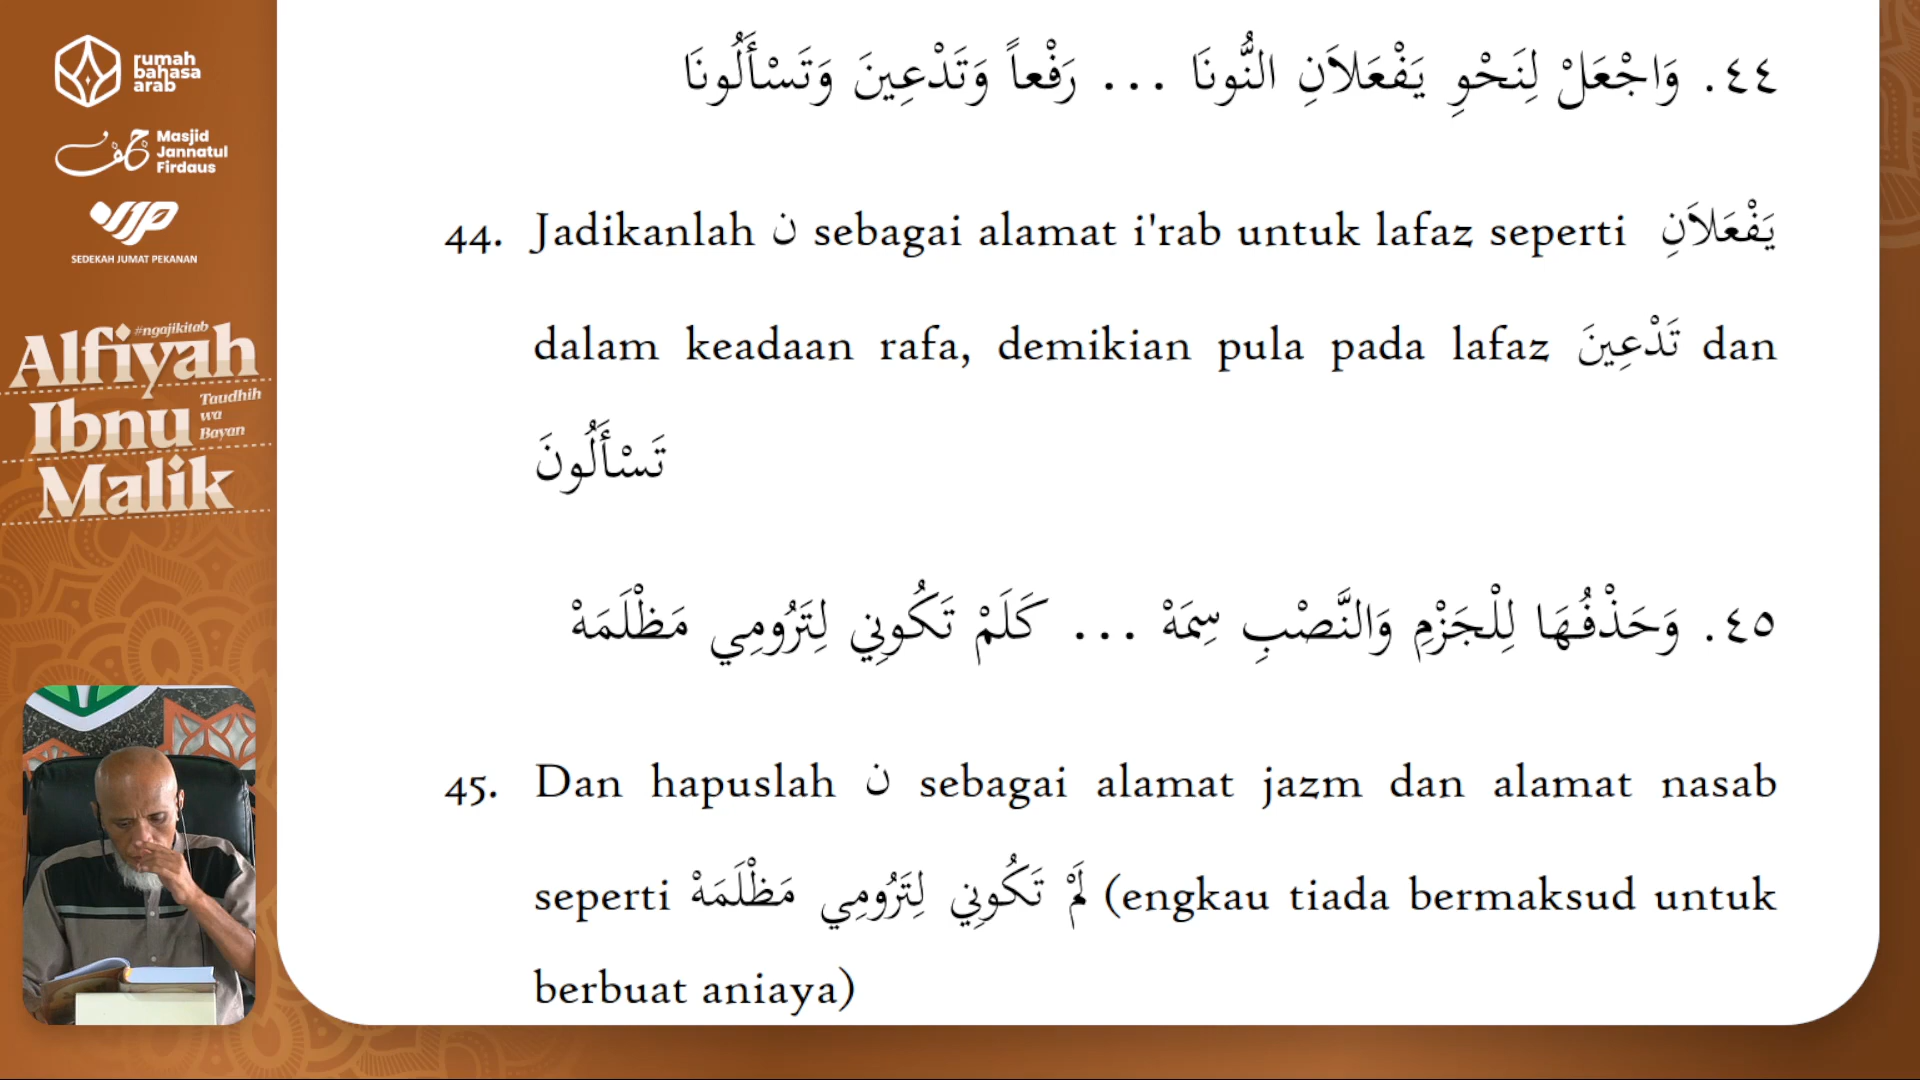 rumah
bahasa
arab
Masjid
Jannatul
Firdaus
SEDEKAH JUMAT PEKANAN
#ngajikitab
Alfiyah
Ibnu
Taudhih
wa
Bayan
Malik
٤٤. وَاجْعَلْ لِنَحْوِ يَفْعَلاَنِ النُّونَا ... رَفْعاً وَتَدْعِينَ وَتَسْأَلُونَا
44. Jadikanlah ن sebagai alamat i'rab untuk lafaz seperti يَفْعَلاَنِ
dalam keadaan rafa, demikian pula pada lafaz تَدْعِينَ dan
تَسْأَلُونَ
٤٥. وَحَذْفُهَا لِلْجَزْمِ وَالنَّصْبِ سِمَهْ ... كَلَمْ تَكُونِي لِتَرُومِي مَظْلَمَهْ
45. Dan hapuslah ن sebagai alamat jazm dan alamat nasab
seperti لَمْ تَكُونِي لِتَرُومِي مَظْلَمَهْ (engkau tiada bermaksud untuk
berbuat aniaya)